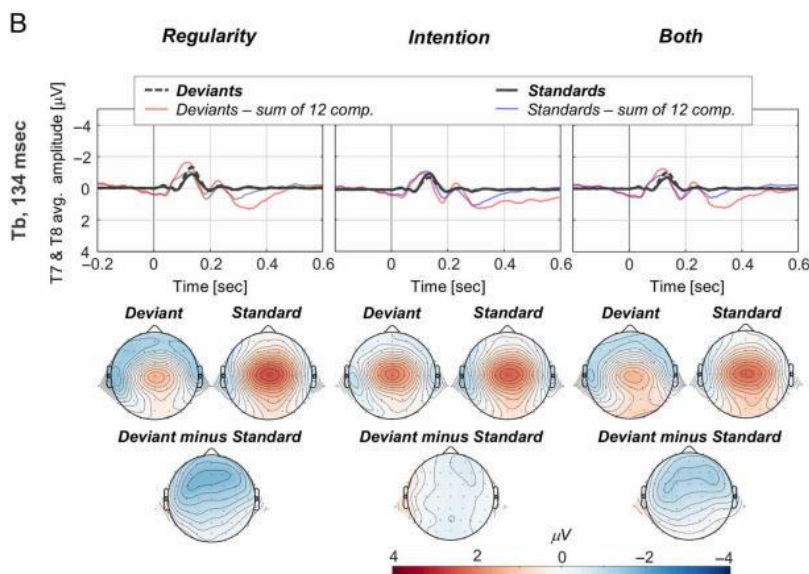 B
Regularity Intention Both
Deviants Standards
Deviants – sum of 12 comp. Standards – sum of 12 comp.
Tb, 134 msec
T7 & T8 avg. amplitude [μV]
–4
–2
0
2
4
–0.2 0 0.2 0.4 0.6 0 0.2 0.4 0.6 0 0.2 0.4 0.6
Time [sec] Time [sec] Time [sec]
Deviant Standard Deviant Standard Deviant Standard
Deviant minus Standard Deviant minus Standard Deviant minus Standard
μV
4 2 0 –2 –4